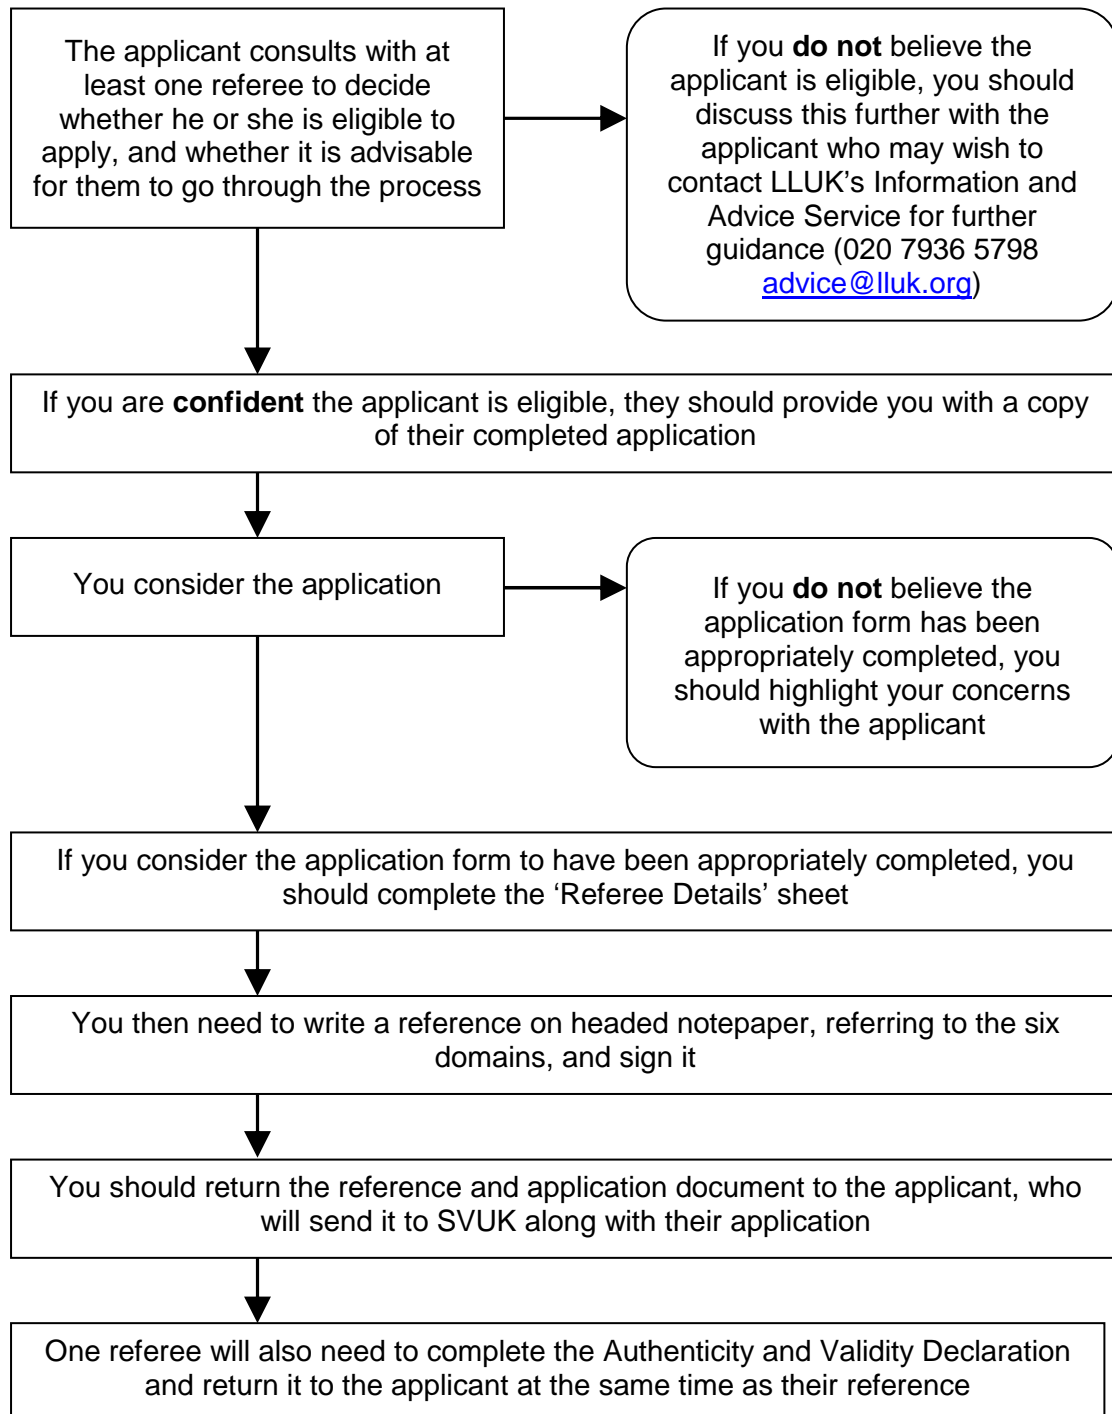 The applicant consults with at
least one referee to decide
whether he or she is eligible to
apply, and whether it is advisable
for them to go through the process
If you do not believe the
applicant is eligible, you should
discuss this further with the
applicant who may wish to
contact LLUK’s Information and
Advice Service for further
guidance (020 7936 5798
advice@lluk.org)
If you are confident the applicant is eligible, they should provide you with a copy
of their completed application
You consider the application
If you do not believe the
application form has been
appropriately completed, you
should highlight your concerns
with the applicant
If you consider the application form to have been appropriately completed, you
should complete the ‘Referee Details’ sheet
You then need to write a reference on headed notepaper, referring to the six
domains, and sign it
You should return the reference and application document to the applicant, who
will send it to SVUK along with their application
One referee will also need to complete the Authenticity and Validity Declaration
and return it to the applicant at the same time as their reference